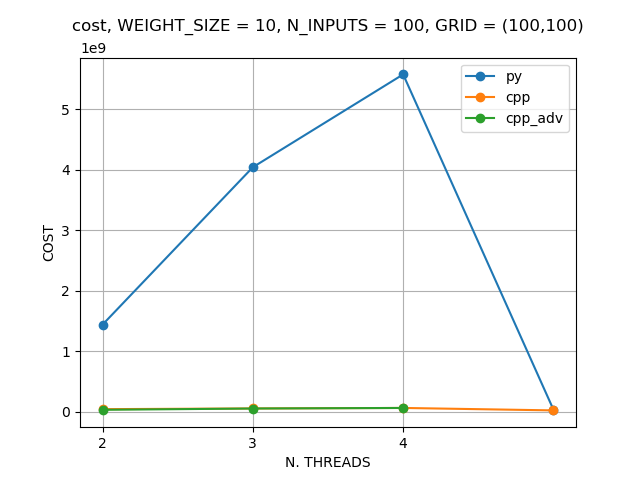 cost, WEIGHT_SIZE = 10, N_INPUTS = 100, GRID = (100,100)
1e9
py
cpp
cpp_adv
5
4
3
2
1
0
COST
2 3 4
N. THREADS